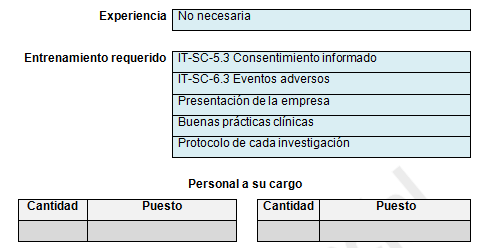 Experiencia No necesaria
Entrenamiento requerido IT-SC-5.3 Consentimiento informado
IT-SC-6.3 Eventos adversos
Presentación de la empresa
Buenas prácticas clínicas
Protocolo de cada investigación
Personal a su cargo
Cantidad Puesto Cantidad Puesto